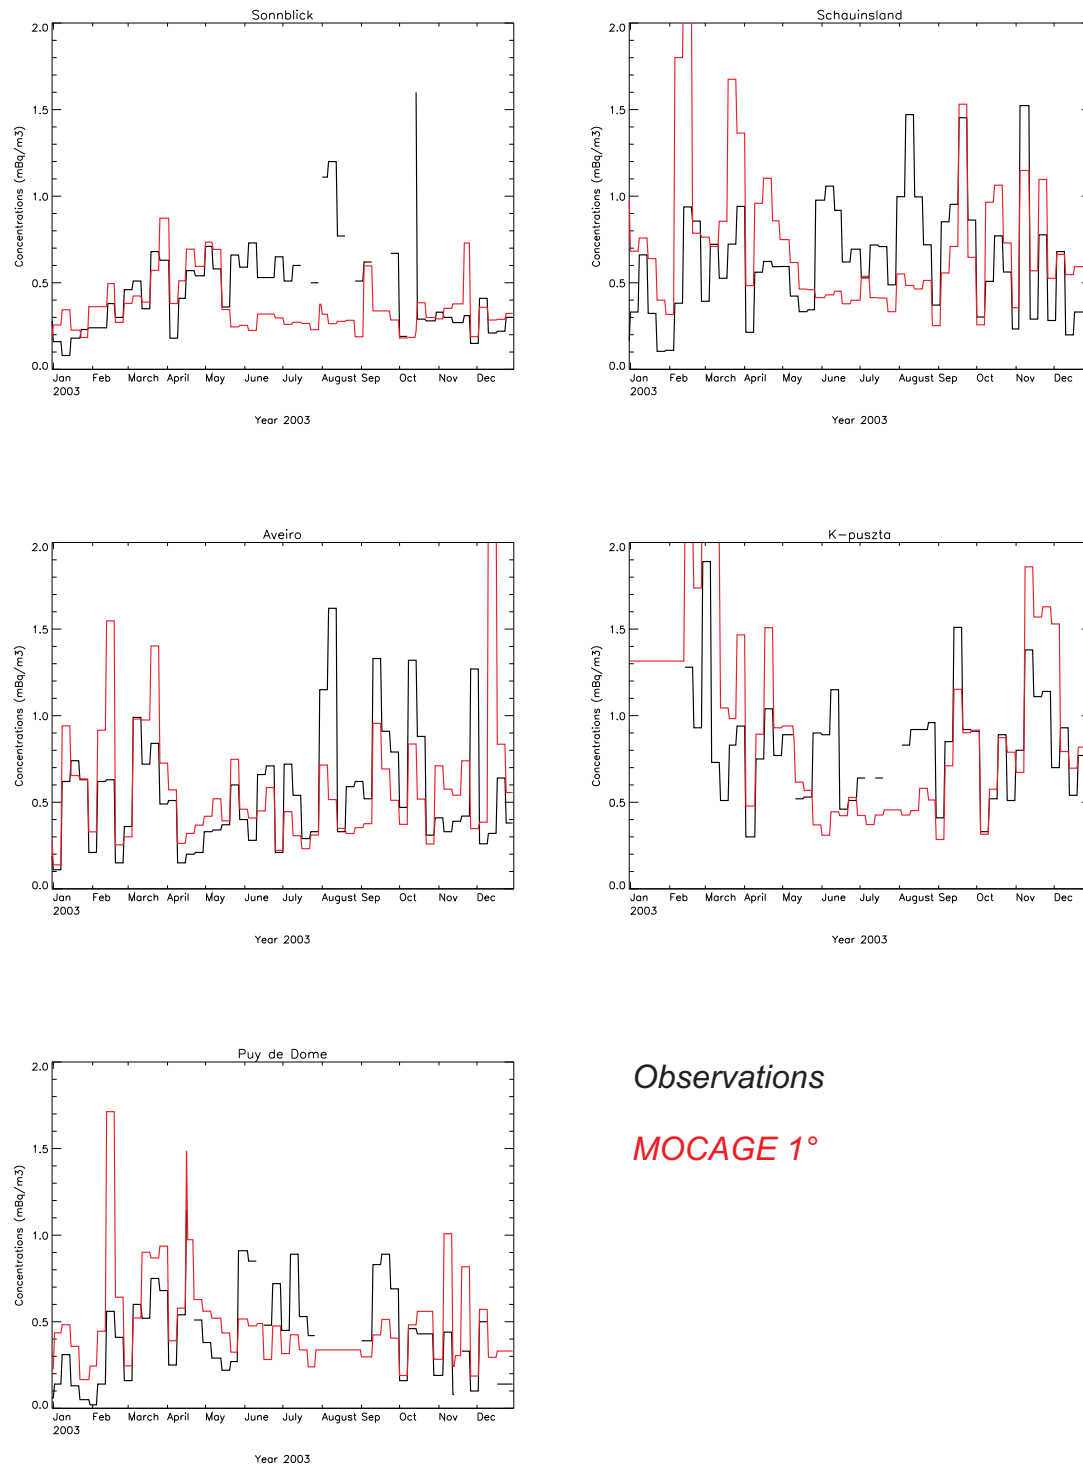 Sonnblick
2.0
1.5
1.0
0.5
0.0
Concentrations (mBq/m3)
Jan Feb March April May June July August Sep Oct Nov Dec
2003
Year 2003
Schauinsland
2.0
1.5
1.0
0.5
0.0
Concentrations (mBq/m3)
Jan Feb March April May June July August Sep Oct Nov Dec
2003
Year 2003
Aveiro
2.0
1.5
1.0
0.5
0.0
Concentrations (mBq/m3)
Jan Feb March April May June July August Sep Oct Nov Dec
2003
Year 2003
K-puszta
2.0
1.5
1.0
0.5
0.0
Concentrations (mBq/m3)
Jan Feb March April May June July August Sep Oct Nov Dec
2003
Year 2003
Puy de Dome
2.0
1.5
1.0
0.5
0.0
Concentrations (mBq/m3)
Jan Feb March April May June July August Sep Oct Nov Dec
2003
Year 2003
Observations
MOCAGE 1°